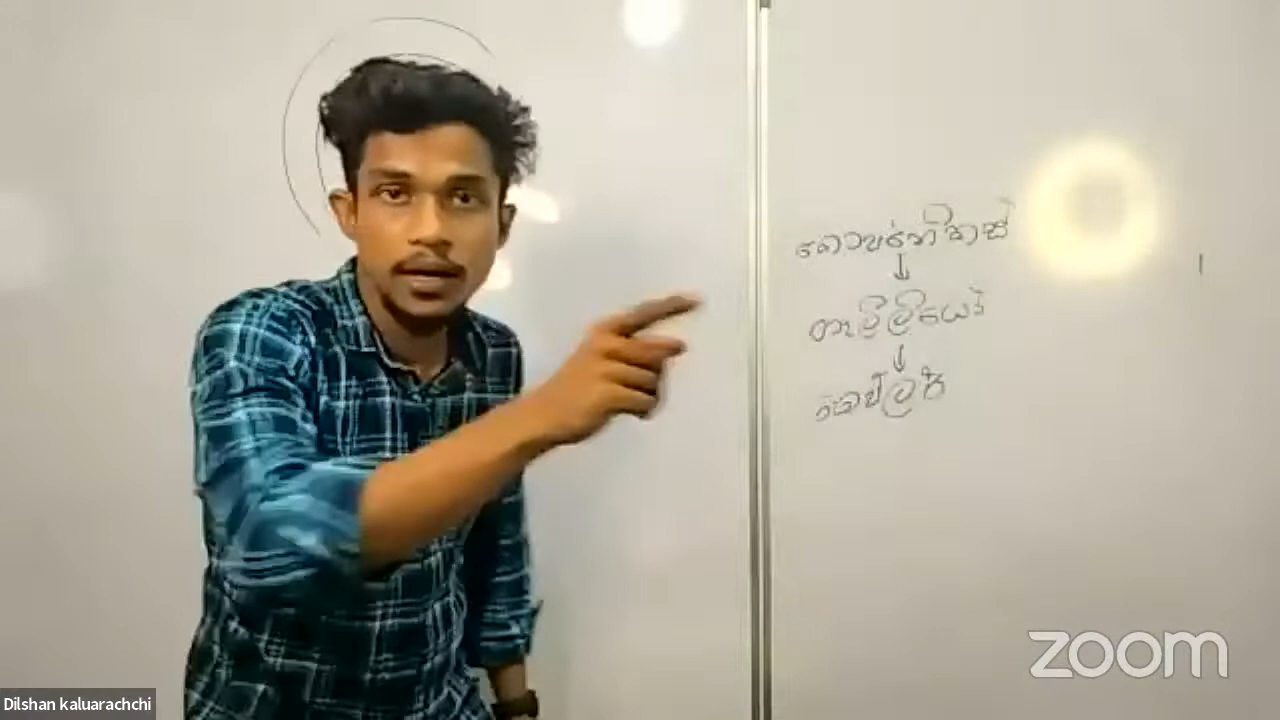 කොපර්නිකස්
↓
ගැලීලියෝ
↓
කෙප්ලර්
zoom
Dilshan kaluarachchi